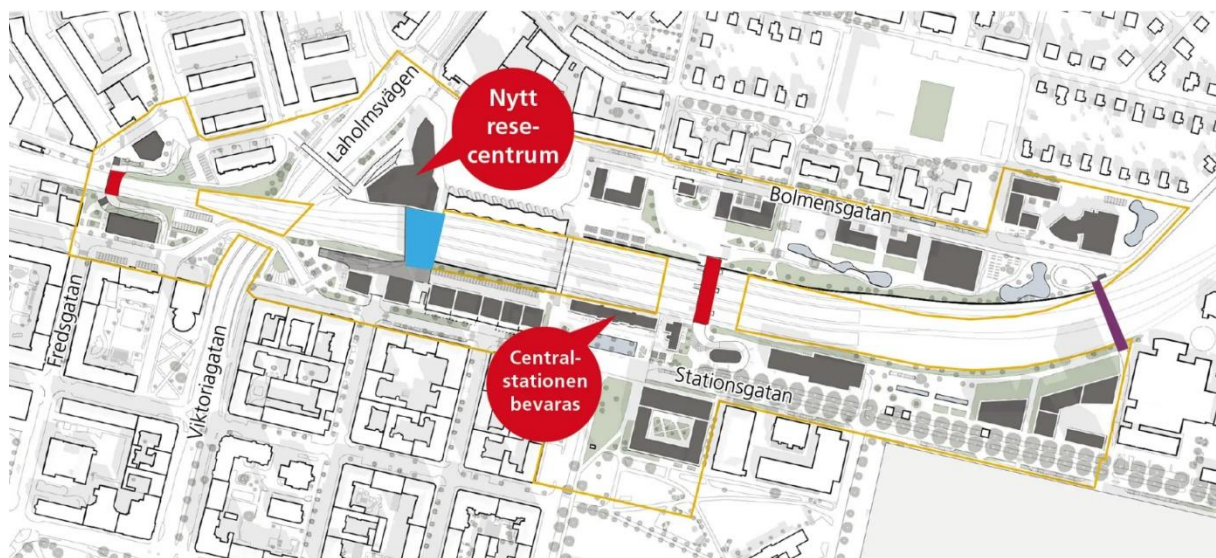 Nytt
rese-
centrum
Laholmsvägen
Bolmensgatan
Fredsgatan
Viktoriagatan
Central-
stationen
bevaras
Stationsgatan